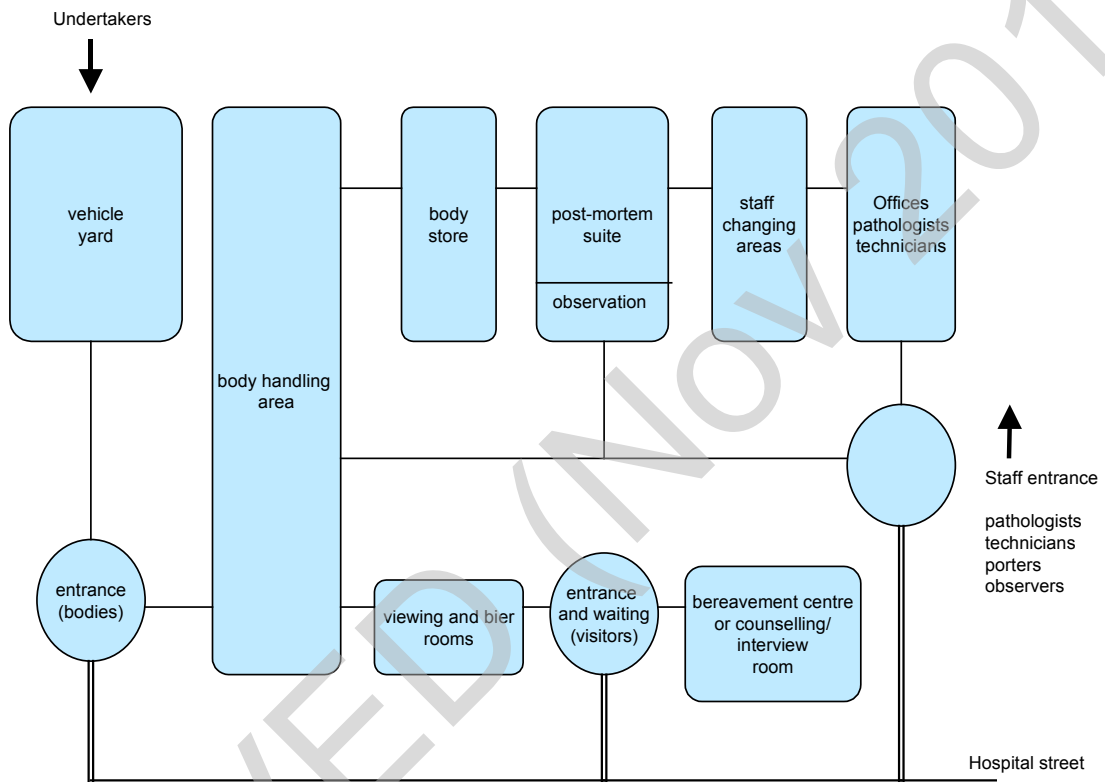 Undertakers
vehicle
yard
body
store
post-mortem
suite
observation
staff
changing
areas
Offices
pathologists
technicians
body handling
area
Staff entrance
pathologists
technicians
porters
observers
entrance
(bodies)
viewing and bier
rooms
entrance
and waiting
(visitors)
bereavement centre
or counselling/
interview
room
Hospital street